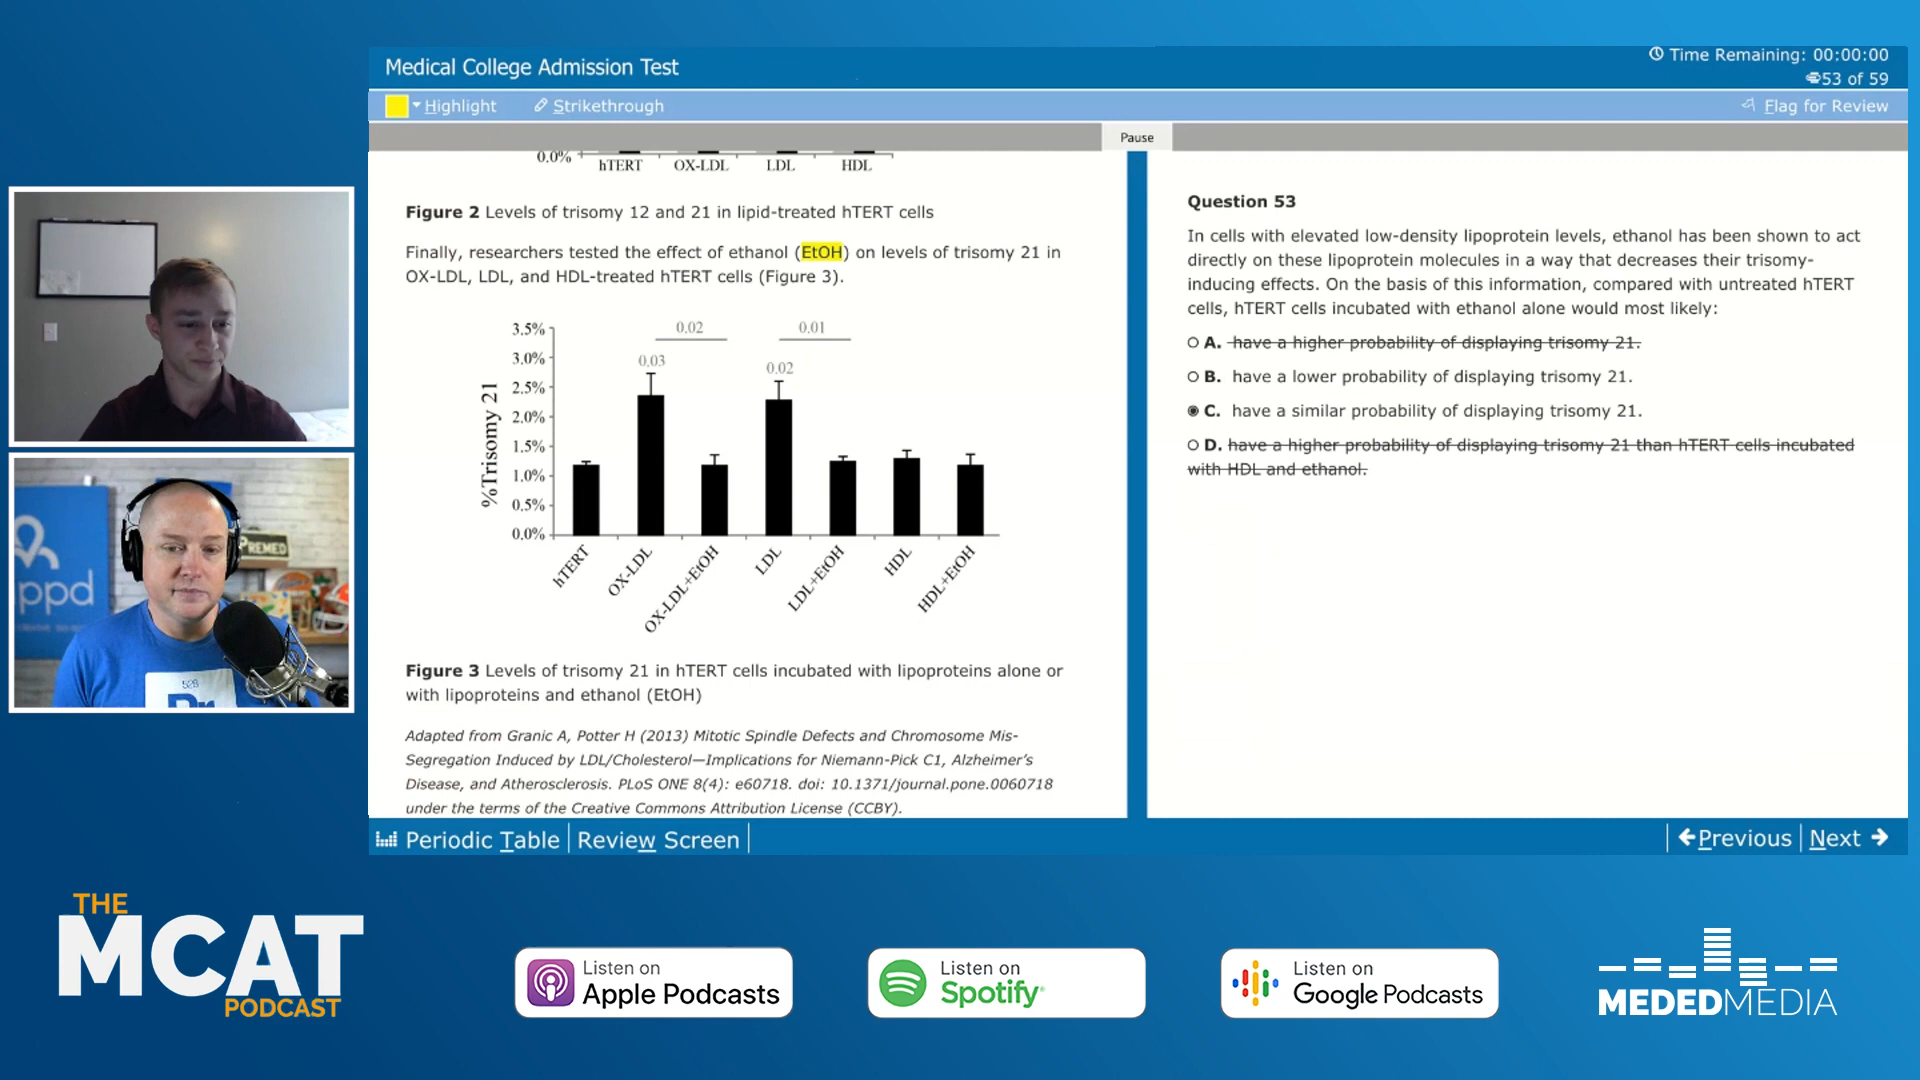 Medical College Admission Test
Time Remaining: 00:00:00
53 of 59
Highlight
Strikethrough
Flag for Review
Pause
0.0%
hTERT OX-LDL LDL HDL
Figure 2 Levels of trisomy 12 and 21 in lipid-treated hTERT cells
Finally, researchers tested the effect of ethanol (EtOH) on levels of trisomy 21 in
OX-LDL, LDL, and HDL-treated hTERT cells (Figure 3).
%Trisomy 21
3.5%
3.0%
2.5%
2.0%
1.5%
1.0%
0.5%
0.0%
0.02
0.01
0.03
0.02
hTERT
OX-LDL
OX-LDL+EtOH
LDL
LDL+EtOH
HDL
HDL+EtOH
Figure 3 Levels of trisomy 21 in hTERT cells incubated with lipoproteins alone or
with lipoproteins and ethanol (EtOH)
Adapted from Granic A, Potter H (2013) Mitotic Spindle Defects and Chromosome Mis-
Segregation Induced by LDL/Cholesterol—Implications for Niemann-Pick C1, Alzheimer's
Disease, and Atherosclerosis. PLoS ONE 8(4): e60718. doi: 10.1371/journal.pone.0060718
under the terms of the Creative Commons Attribution License (CCBY).
Question 53
In cells with elevated low-density lipoprotein levels, ethanol has been shown to act
directly on these lipoprotein molecules in a way that decreases their trisomy-
inducing effects. On the basis of this information, compared with untreated hTERT
cells, hTERT cells incubated with ethanol alone would most likely:
A. have a higher probability of displaying trisomy 21.
B. have a lower probability of displaying trisomy 21.
C. have a similar probability of displaying trisomy 21.
D. have a higher probability of displaying trisomy 21 than hTERT cells incubated
with HDL and ethanol.
Periodic Table
Review Screen
Previous
Next
PREMED
ppd
528
Dr
THE
MCAT
PODCAST
Listen on
Apple Podcasts
Listen on
Spotify
Listen on
Google Podcasts
MEDEDMEDIA